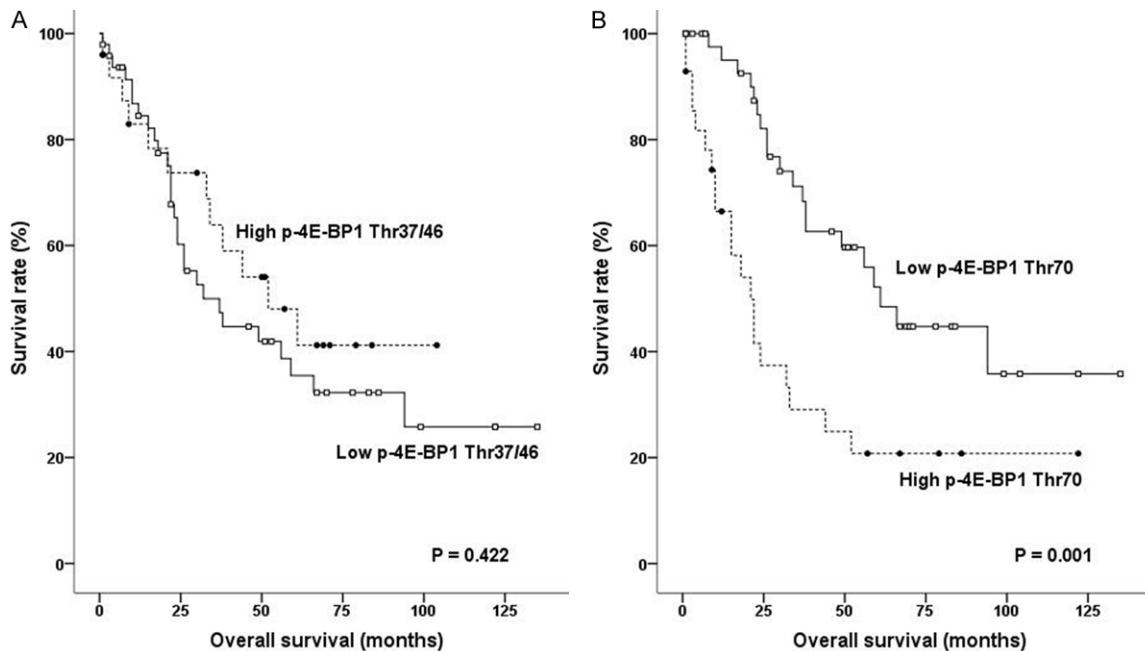 A
Survival rate (%)
100
80
60
40
20
0
High p-4E-BP1 Thr37/46
Low p-4E-BP1 Thr37/46
P = 0.422
0 25 50 75 100 125
Overall survival (months)
B
Survival rate (%)
100
80
60
40
20
0
Low p-4E-BP1 Thr70
High p-4E-BP1 Thr70
P = 0.001
0 25 50 75 100 125
Overall survival (months)